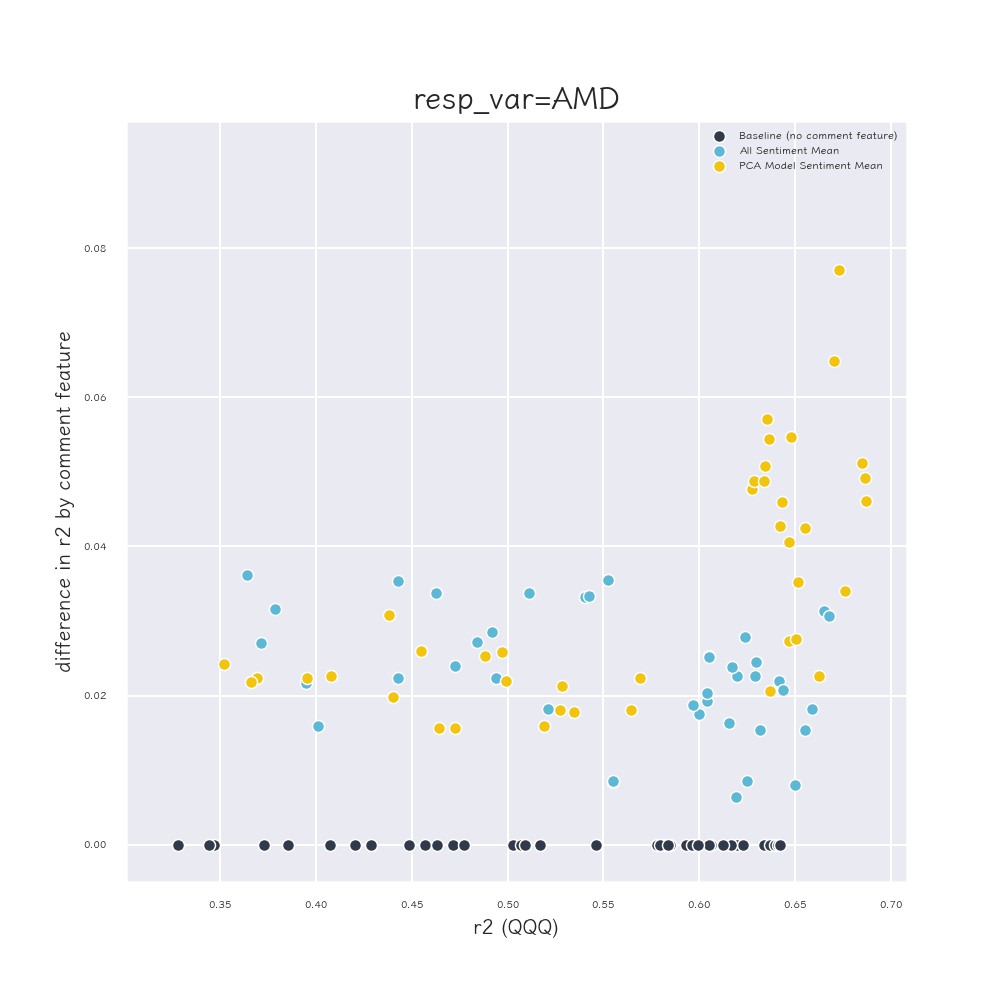 resp_var=AMD
Baseline (no comment feature)
All Sentiment Mean
PCA Model Sentiment Mean
difference in r2 by comment feature
0.08
0.06
0.04
0.02
0.00
0.35 0.40 0.45 0.50 0.55 0.60 0.65 0.70
r2 (QQQ)